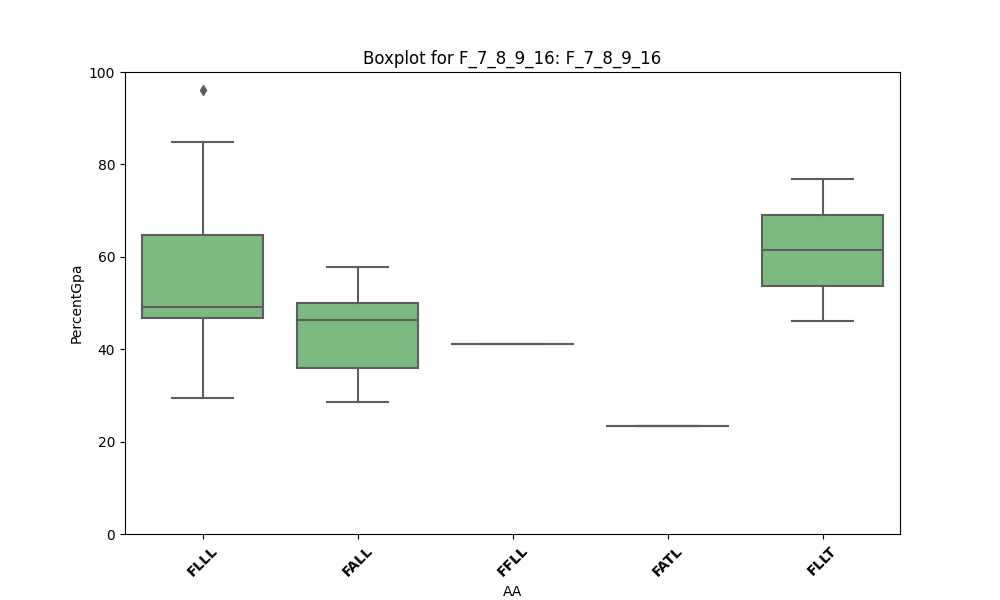 Boxplot for F_7_8_9_16: F_7_8_9_16
100
80
60
40
20
0
PercentGpa
FLLL
FALL
FFLL
FATL
FLLT
AA